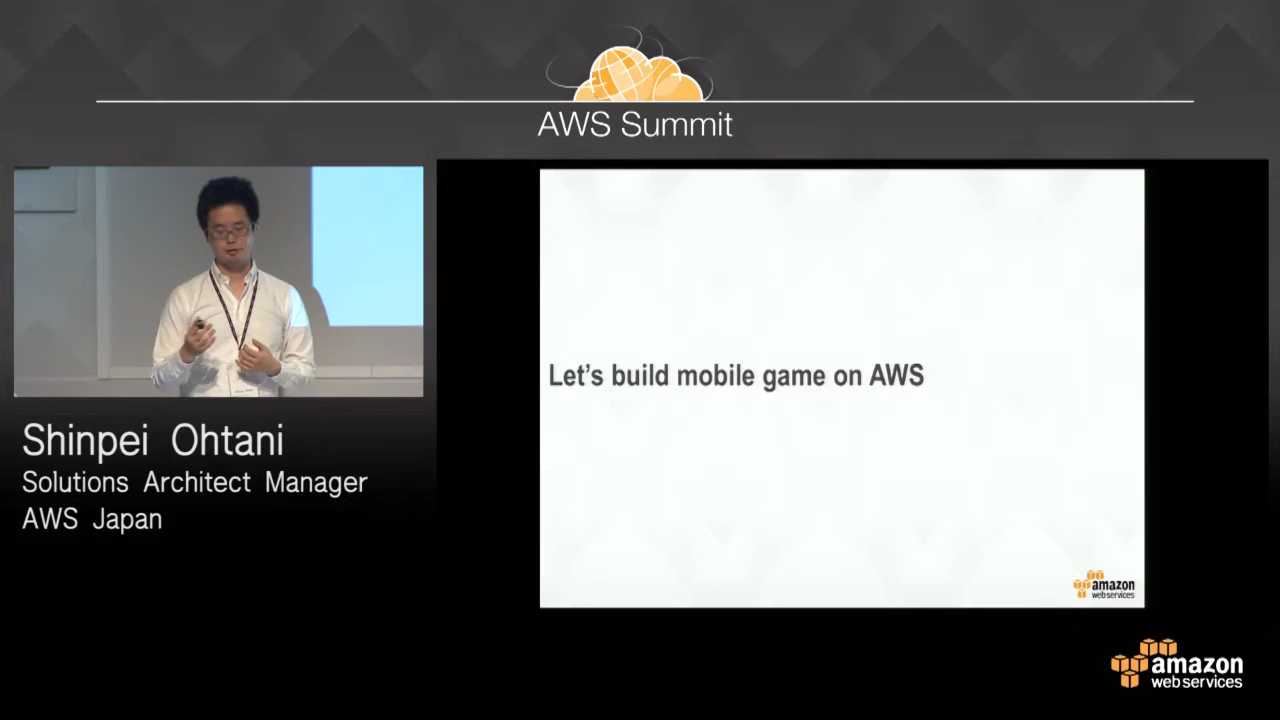 AWS Summit
Shinpei Ohtani
Solutions Architect Manager
AWS Japan
Let's build mobile game on AWS
amazon
web services
amazon
web services